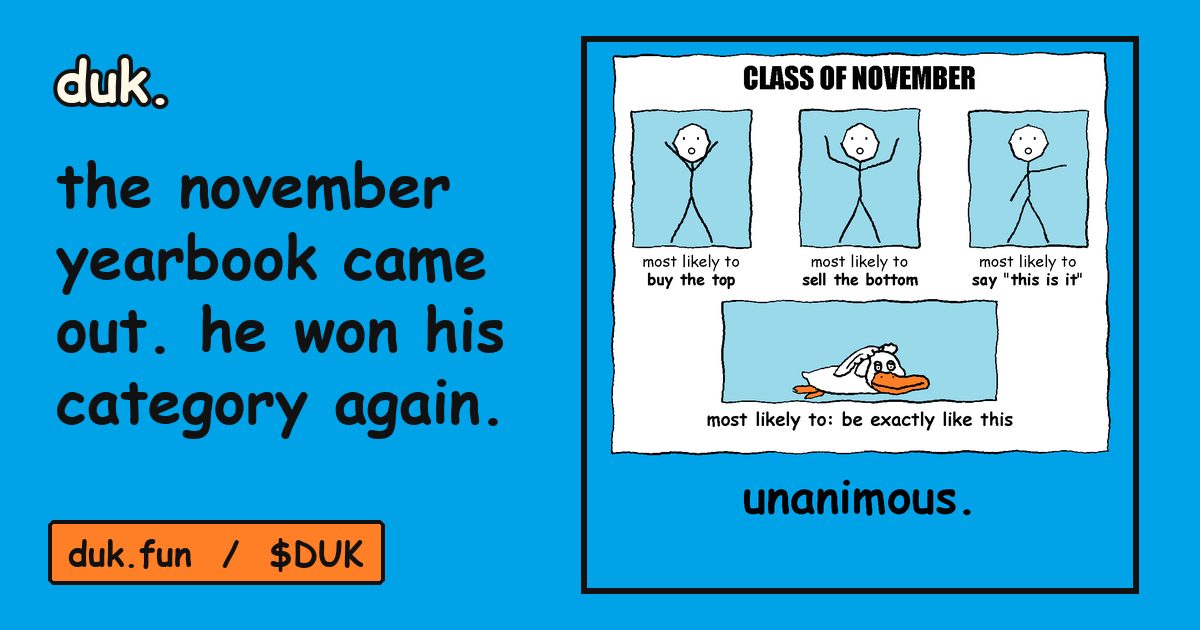 duk.
the november
yearbook came
out. he won his
category again.
duk.fun / $DUK
CLASS OF NOVEMBER
most likely to
buy the top
most likely to
sell the bottom
most likely to
say "this is it"
most likely to: be exactly like this
unanimous.